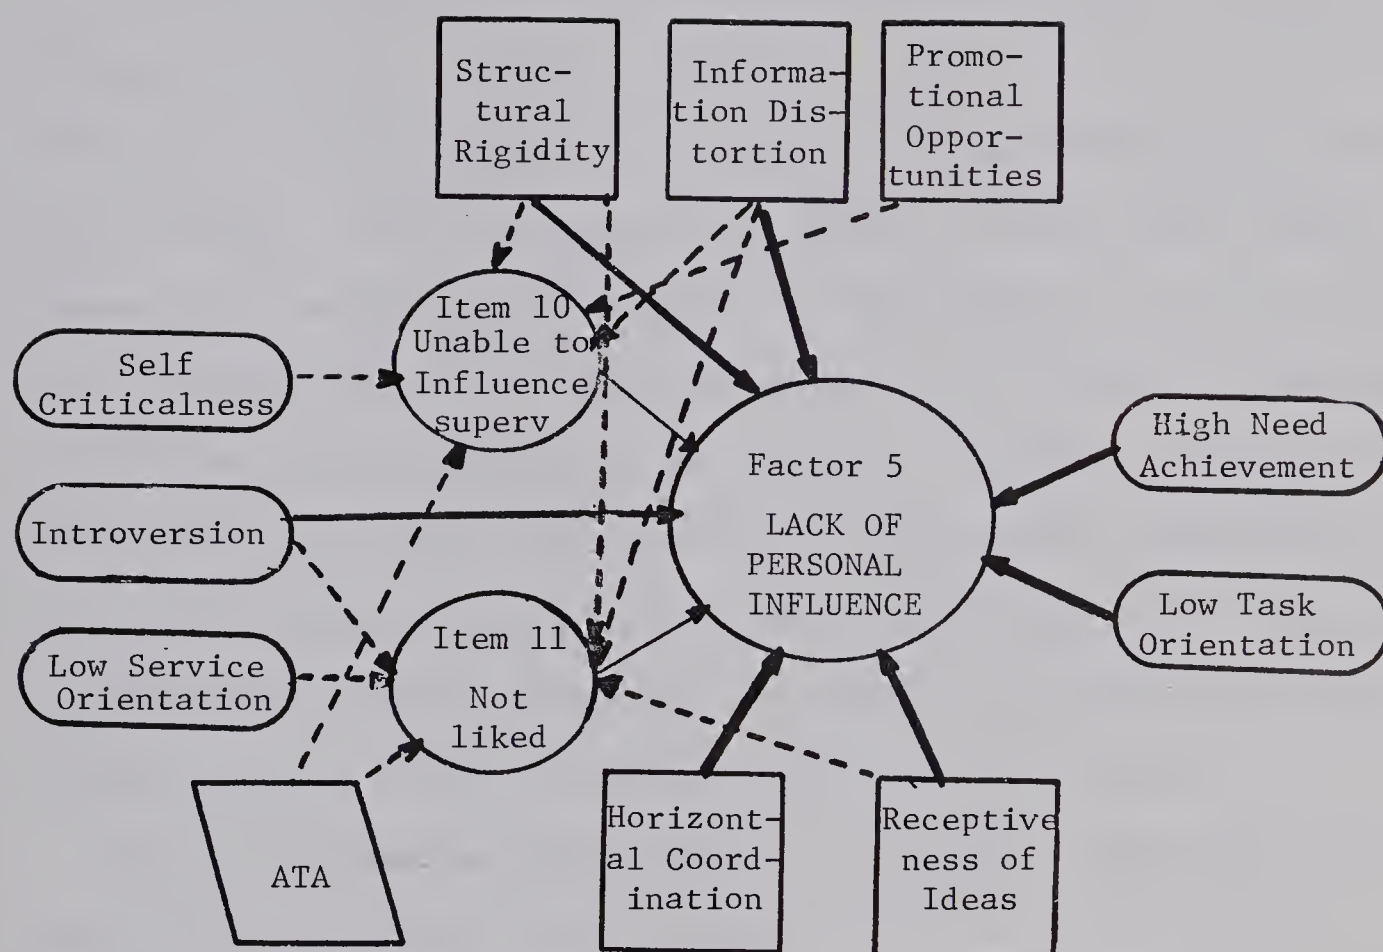 Struc-
tural
Rigidity
Informa-
tion Dis-
tortion
Promo-
tional
Oppor-
tunities
Item 10
Unable to
Influence
superv
Self
Criticalness
Introversion
Low Service
Orientation
Item 11
Not
liked
Factor 5
LACK OF
PERSONAL
INFLUENCE
High Need
Achievement
Low Task
Orientation
ATA
Horizont-
al Coord-
ination
Receptive
ness of
Ideas